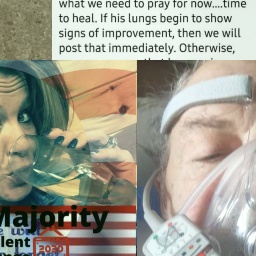 what we need to pray for now....time
to heal. If his lungs begin to show
signs of improvement, then we will
post that immediately. Otherwise,
Majority
lent
2020